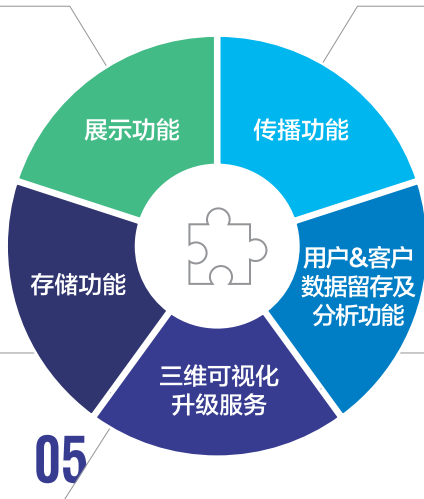 展示功能
传播功能
存储功能
用户&客户
数据留存及
分析功能
三维可视化
升级服务
05